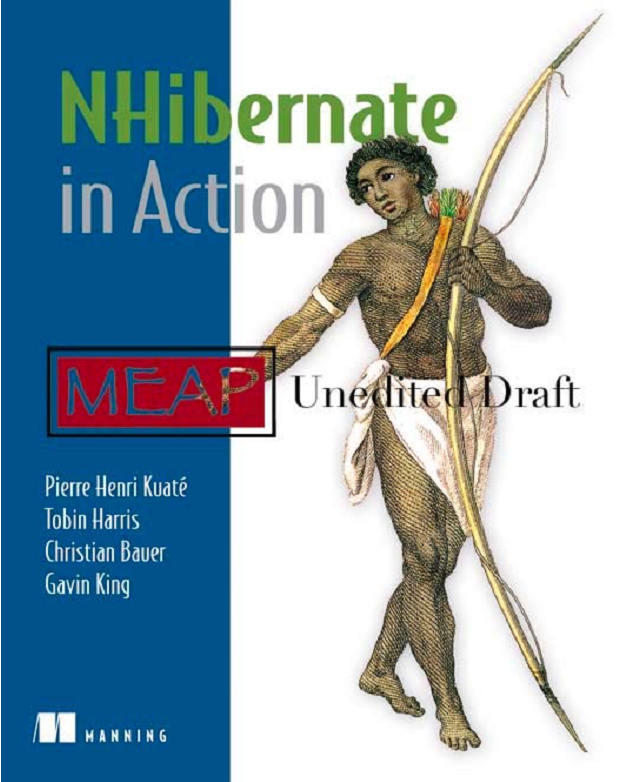 NHibernate
in Action
MEAP Unedited Draft
Pierre Henri Kuaté
Tobin Harris
Christian Bauer
Gavin King
MANNING